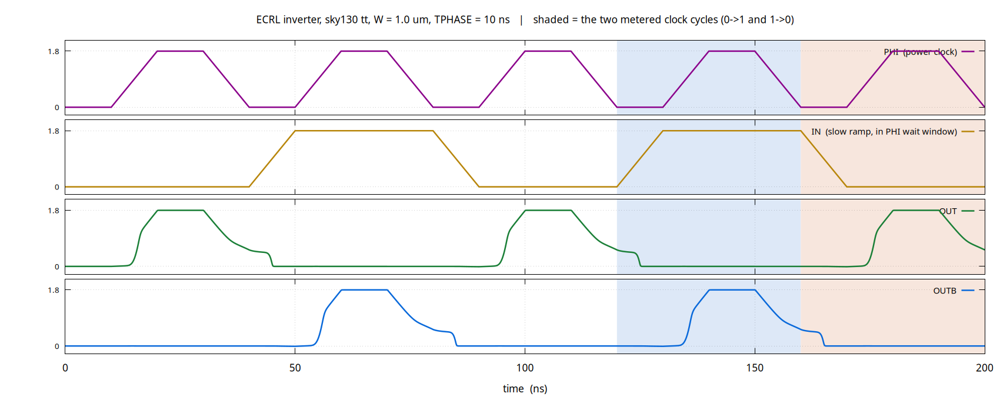 ECRL inverter, sky130 tt, W = 1.0 um, TPHASE = 10 ns | shaded = the two metered clock cycles (0->1 and 1->0)
1.8
PHI (power clock)
0
1.8
IN (slow ramp, in PHI wait window)
0
1.8
OUT
0
1.8
OUTB
0
0 50 100 150 200
time (ns)